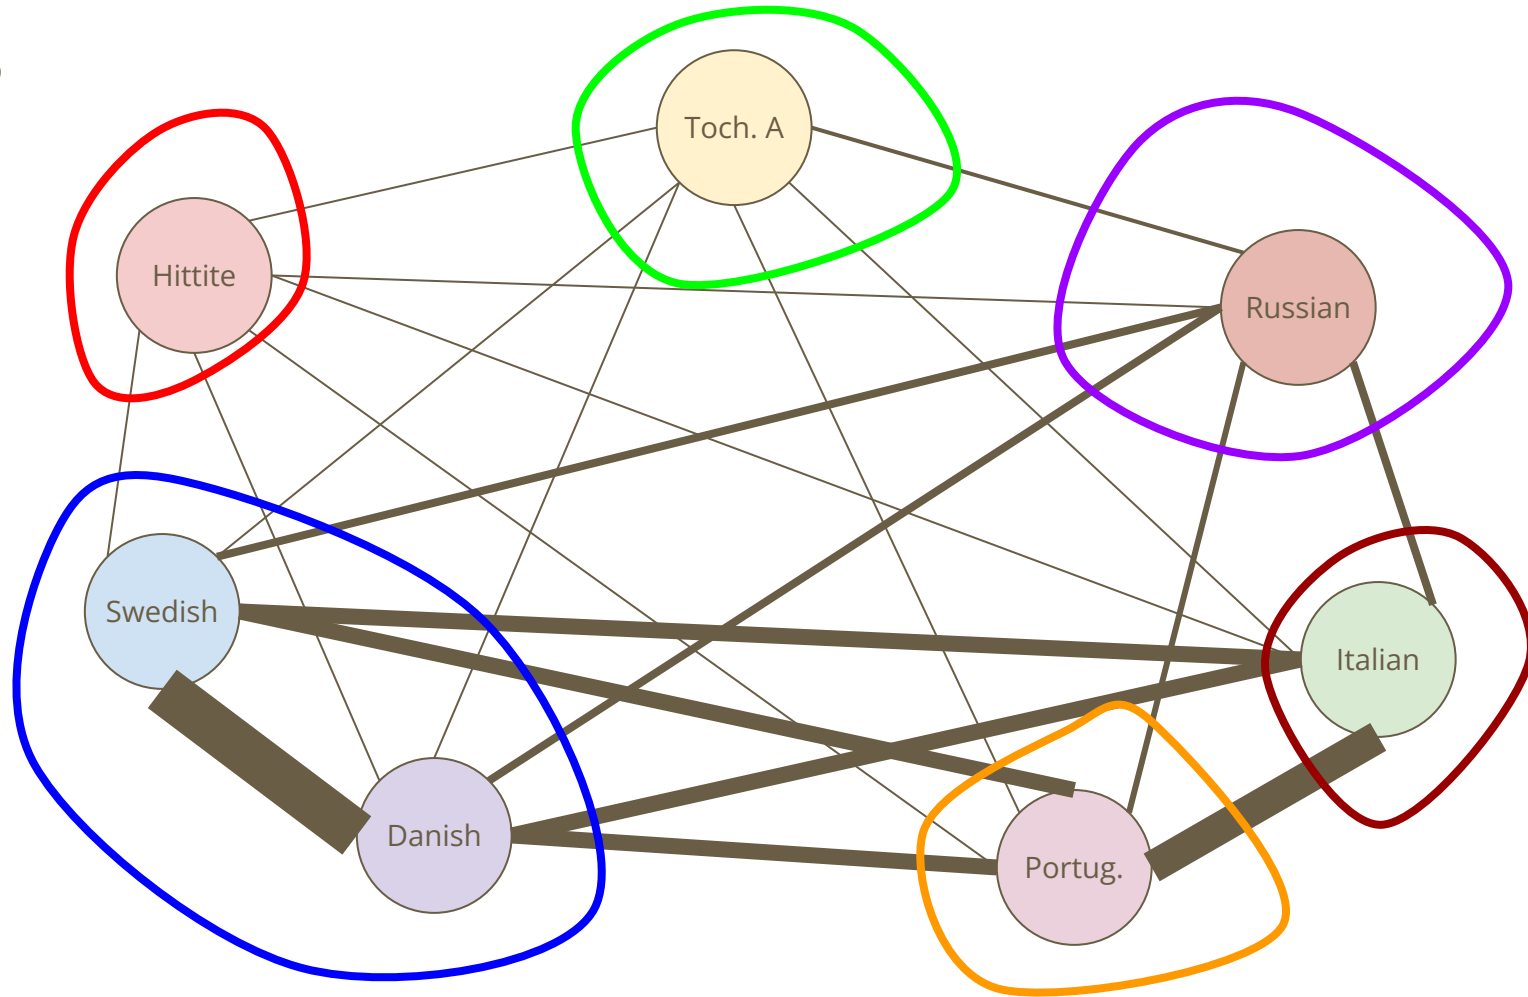 Toch. A
Hittite
Russian
Swedish
Italian
Danish
Portug.